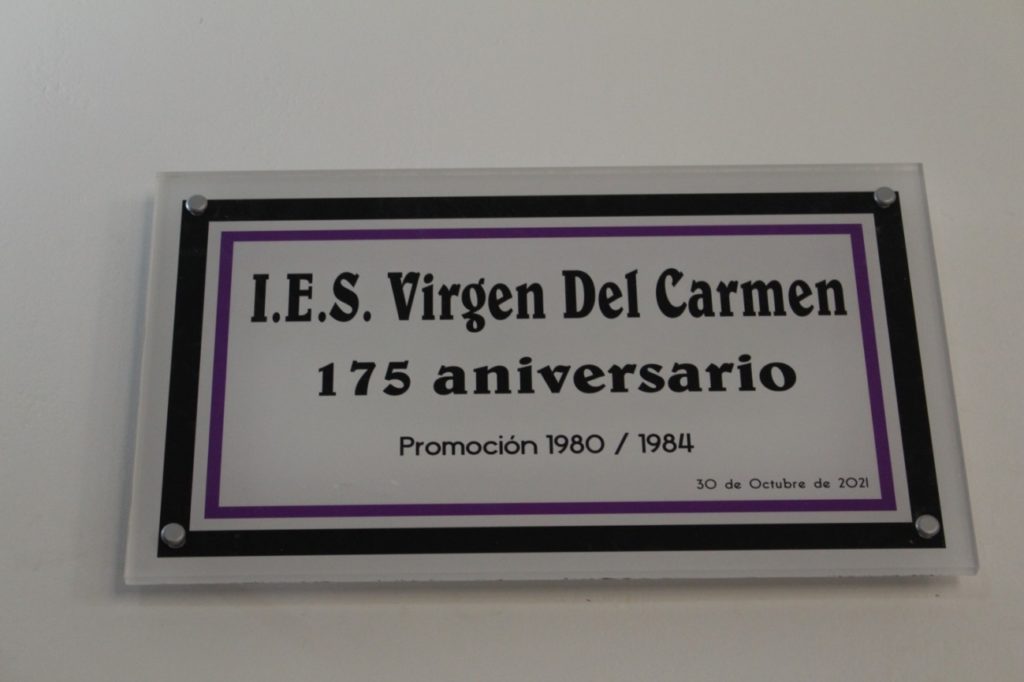 I.E.S. Virgen Del Carmen
175 aniversario
Promoción 1980 / 1984
30 de Octubre de 2021